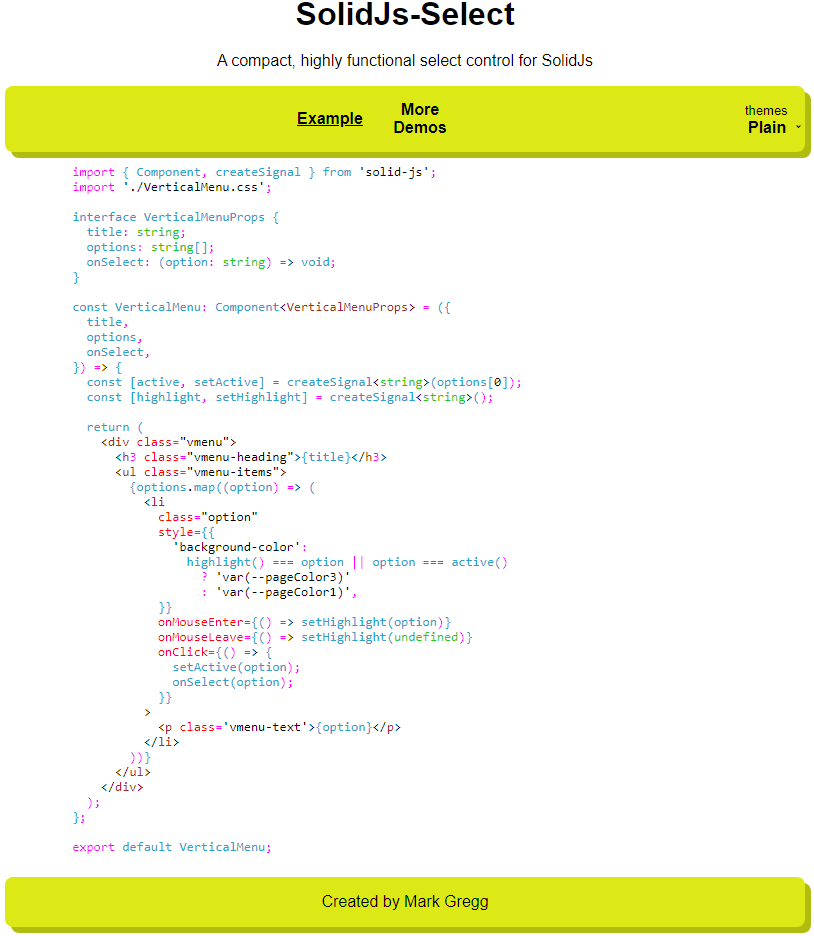 SolidJs-Select
A compact, highly functional select control for SolidJs
Example
More
Demos
themes
Plain
import { Component, createSignal } from 'solid-js';
import './VerticalMenu.css';
interface VerticalMenuProps {
  title: string;
  options: string[];
  onSelect: (option: string) => void;
}
const VerticalMenu: Component<VerticalMenuProps> = ({
  title,
  options,
  onSelect,
}) => {
  const [active, setActive] = createSignal<string>(options[0]);
  const [highlight, setHighlight] = createSignal<string>();
  return (
    <div class="vmenu">
      <h3 class="vmenu-heading">{title}</h3>
      <ul class="vmenu-items">
        {options.map((option) => (
          <li
            class="option"
            style={{
              'background-color':
                highlight() === option || option === active()
                  ? 'var(--pageColor3)'
                  : 'var(--pageColor1)',
            }}
            onMouseEnter={() => setHighlight(option)}
            onMouseLeave={() => setHighlight(undefined)}
            onClick={() => {
              setActive(option);
              onSelect(option);
            }}
          >
            <p class='vmenu-text'>{option}</p>
          </li>
        ))}
      </ul>
    </div>
  );
};
export default VerticalMenu;
Created by Mark Gregg